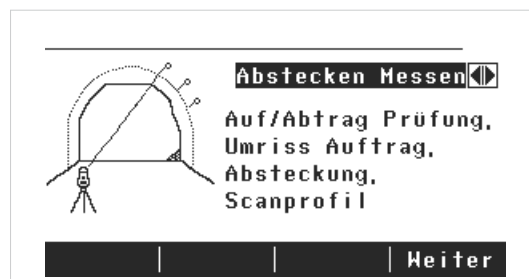 Abstecken Messen
Auf/Abtrag Prüfung,
Umriss Auftrag,
Absteckung,
Scanprofil
Weiter